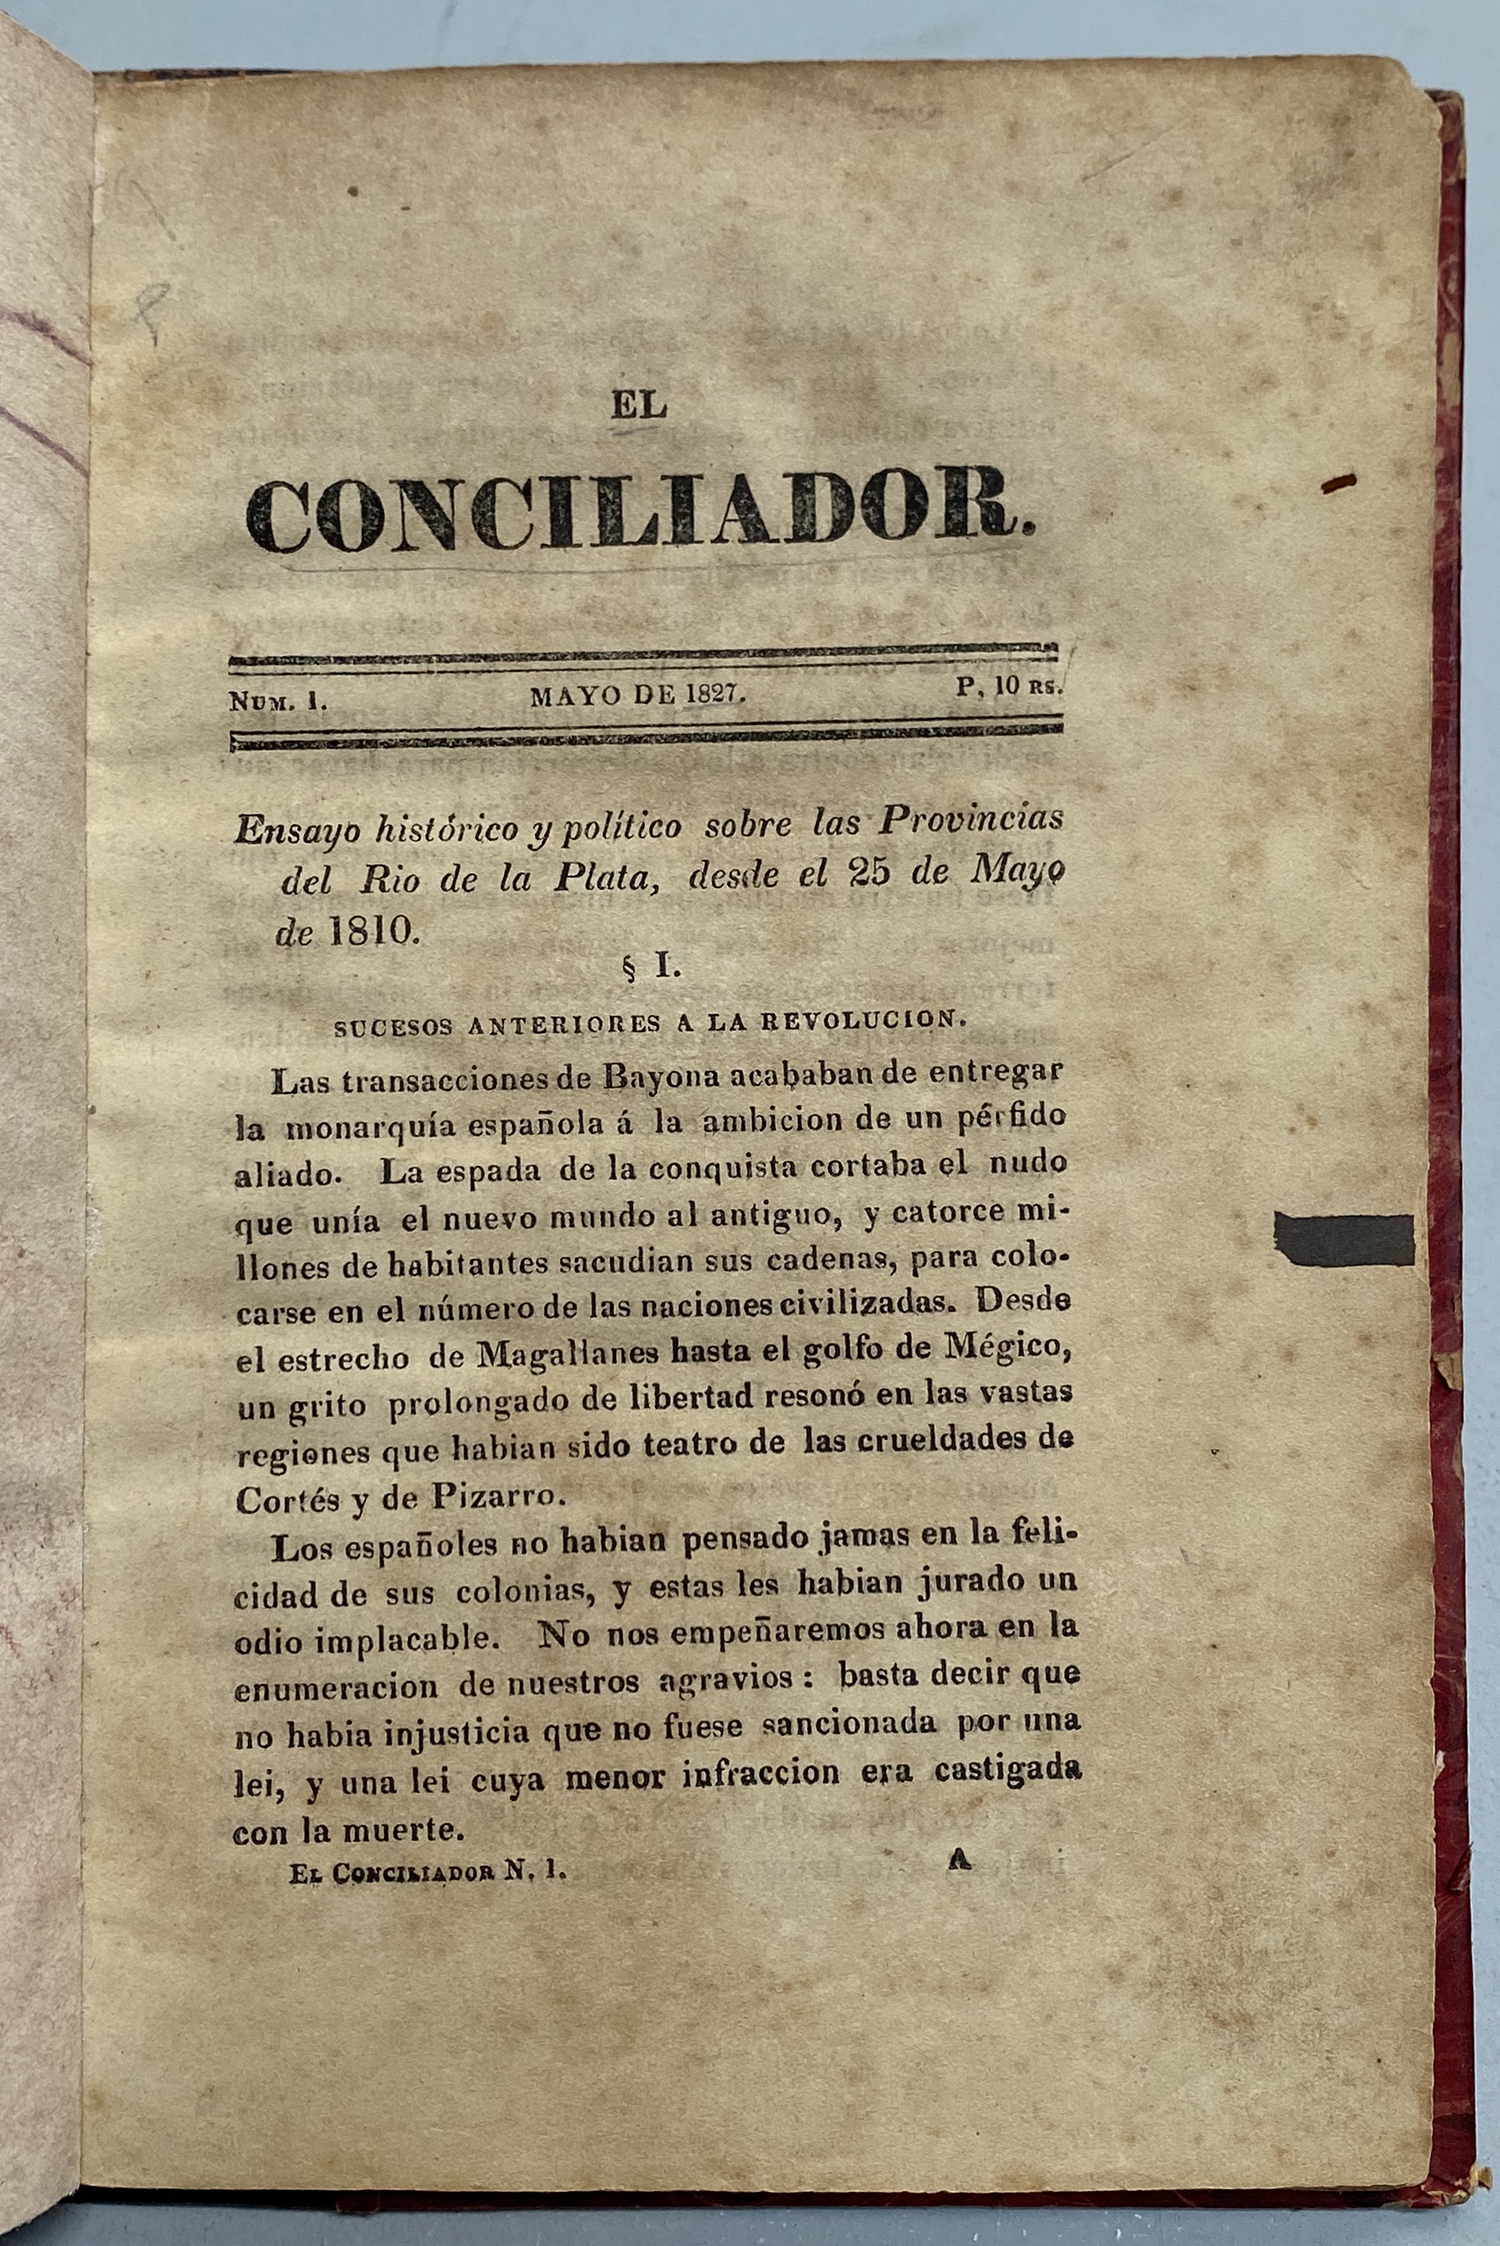 EL
CONCILIADOR.
NUM. 1. MAYO DE 1827. P, 10 RS.
Ensayo histórico y político sobre las Provincias
del Rio de la Plata, desde el 25 de Mayo
de 1810.
§ I.
SUCESOS ANTERIORES A LA REVOLUCION.
Las transacciones de Bayona acababan de entregar
la monarquía española á la ambicion de un pérfido
aliado. La espada de la conquista cortaba el nudo
que unía el nuevo mundo al antiguo, y catorce mi-
llones de habitantes sacudian sus cadenas, para colo-
carse en el número de las naciones civilizadas. Desde
el estrecho de Magallanes hasta el golfo de Mégico,
un grito prolongado de libertad resonó en las vastas
regiones que habian sido teatro de las crueldades de
Cortés y de Pizarro.
Los españoles no habian pensado jamas en la feli-
cidad de sus colonias, y estas les habian jurado un
odio implacable. No nos empeñaremos ahora en la
enumeracion de nuestros agravios : basta decir que
no habia injusticia que no fuese sancionada por una
lei, y una lei cuya menor infraccion era castigada
con la muerte.
EL CONCILIADOR N. 1. A